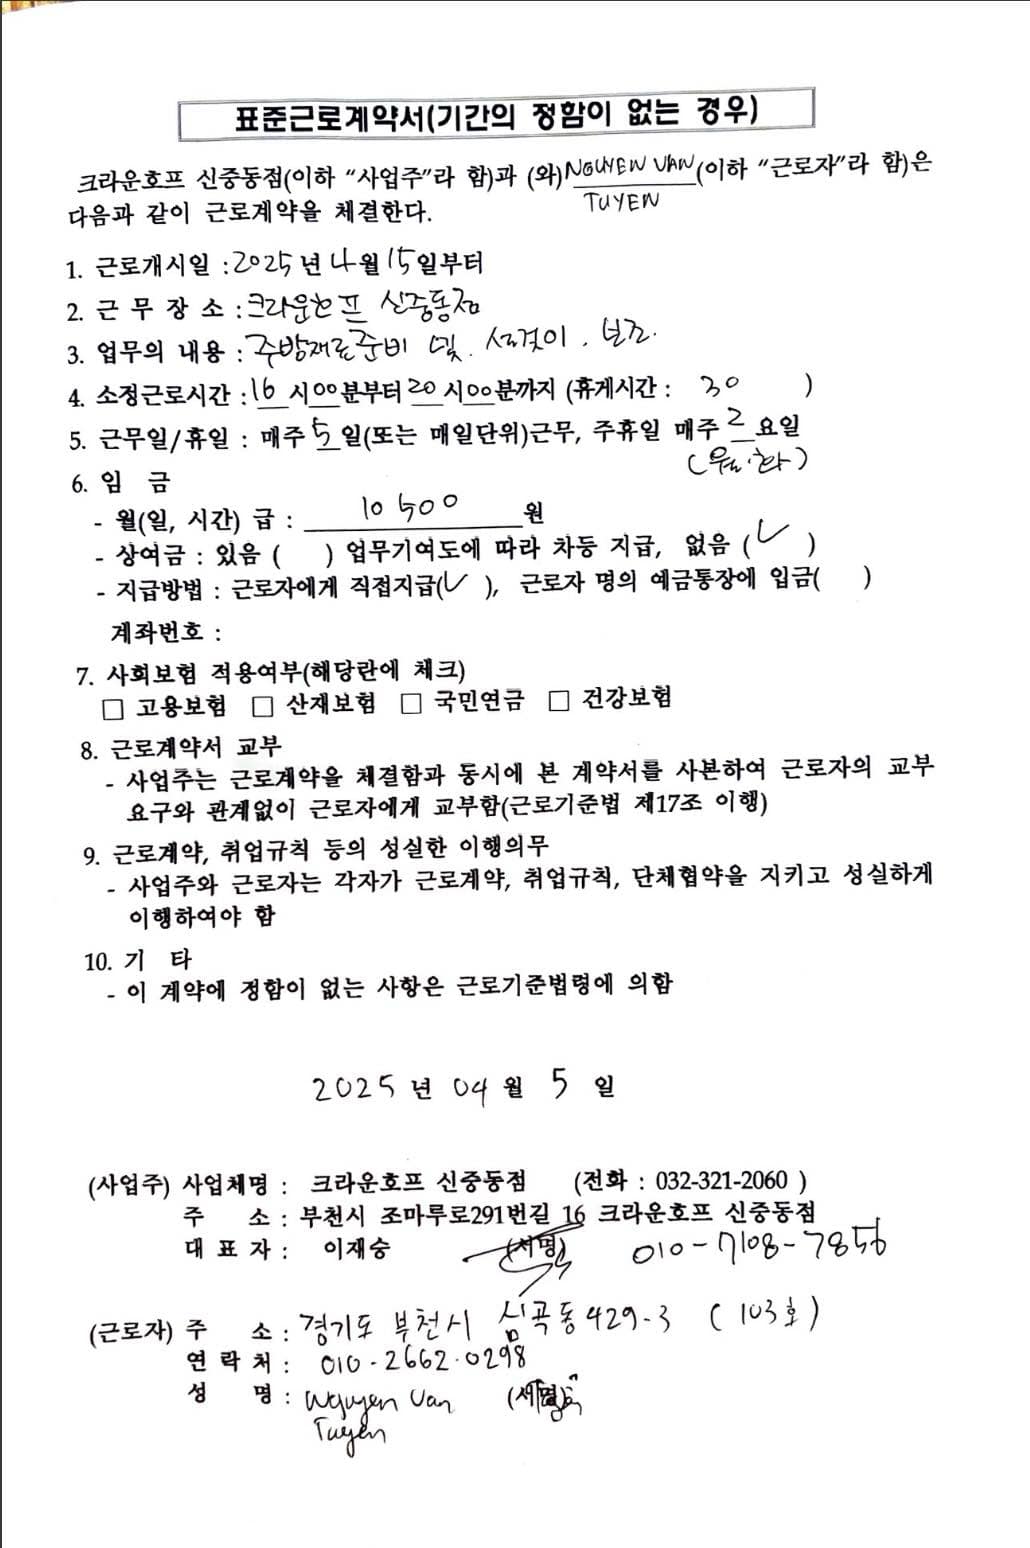 표준근로계약서(기간의 정함이 없는 경우)
크라운호프 신중동점(이하 “사업주”라 함)과 (와) NGUYEN VAN TUYEN (이하 “근로자”라 함)은
다음과 같이 근로계약을 체결한다.
1. 근로개시일 : 2025년 4월 15일부터
2. 근 무 장 소 : 크라운호프 신중동점
3. 업무의 내용 : 주방재료준비 및. 설겆이. 보조.
4. 소정근로시간 : 16 시 00 분부터 20 시 00 분까지 (휴게시간 : 30 )
5. 근무일/휴일 : 매주 5 일(또는 매일단위)근무, 주휴일 매주 2 요일
(월.화)
6. 임 금
- 월(일, 시간) 급 : 10500 원
- 상여금 : 있음 ( ) 업무기여도에 따라 차등 지급, 없음 (✓)
- 지급방법 : 근로자에게 직접지급(✓), 근로자 명의 예금통장에 입금( )
계좌번호 :
7. 사회보험 적용여부(해당란에 체크)
□ 고용보험 □ 산재보험 □ 국민연금 □ 건강보험
8. 근로계약서 교부
- 사업주는 근로계약을 체결함과 동시에 본 계약서를 사본하여 근로자의 교부
요구와 관계없이 근로자에게 교부함(근로기준법 제17조 이행)
9. 근로계약, 취업규칙 등의 성실한 이행의무
- 사업주와 근로자는 각자가 근로계약, 취업규칙, 단체협약을 지키고 성실하게
이행하여야 함
10. 기 타
- 이 계약에 정함이 없는 사항은 근로기준법령에 의함
2025 년 04 월 5 일
(사업주) 사업체명 : 크라운호프 신중동점 (전화 : 032-321-2060 )
주 소 : 부천시 조마루로291번길 16 크라운호프 신중동점
대 표 자 : 이재승 (서명) 010-7108-7856
(근로자) 주 소 : 경기도 부천시 심곡동 429-3 (103호)
연 락 처 : 010-2662-0298
성 명 : Nguyen Van (서명)
Tuyen